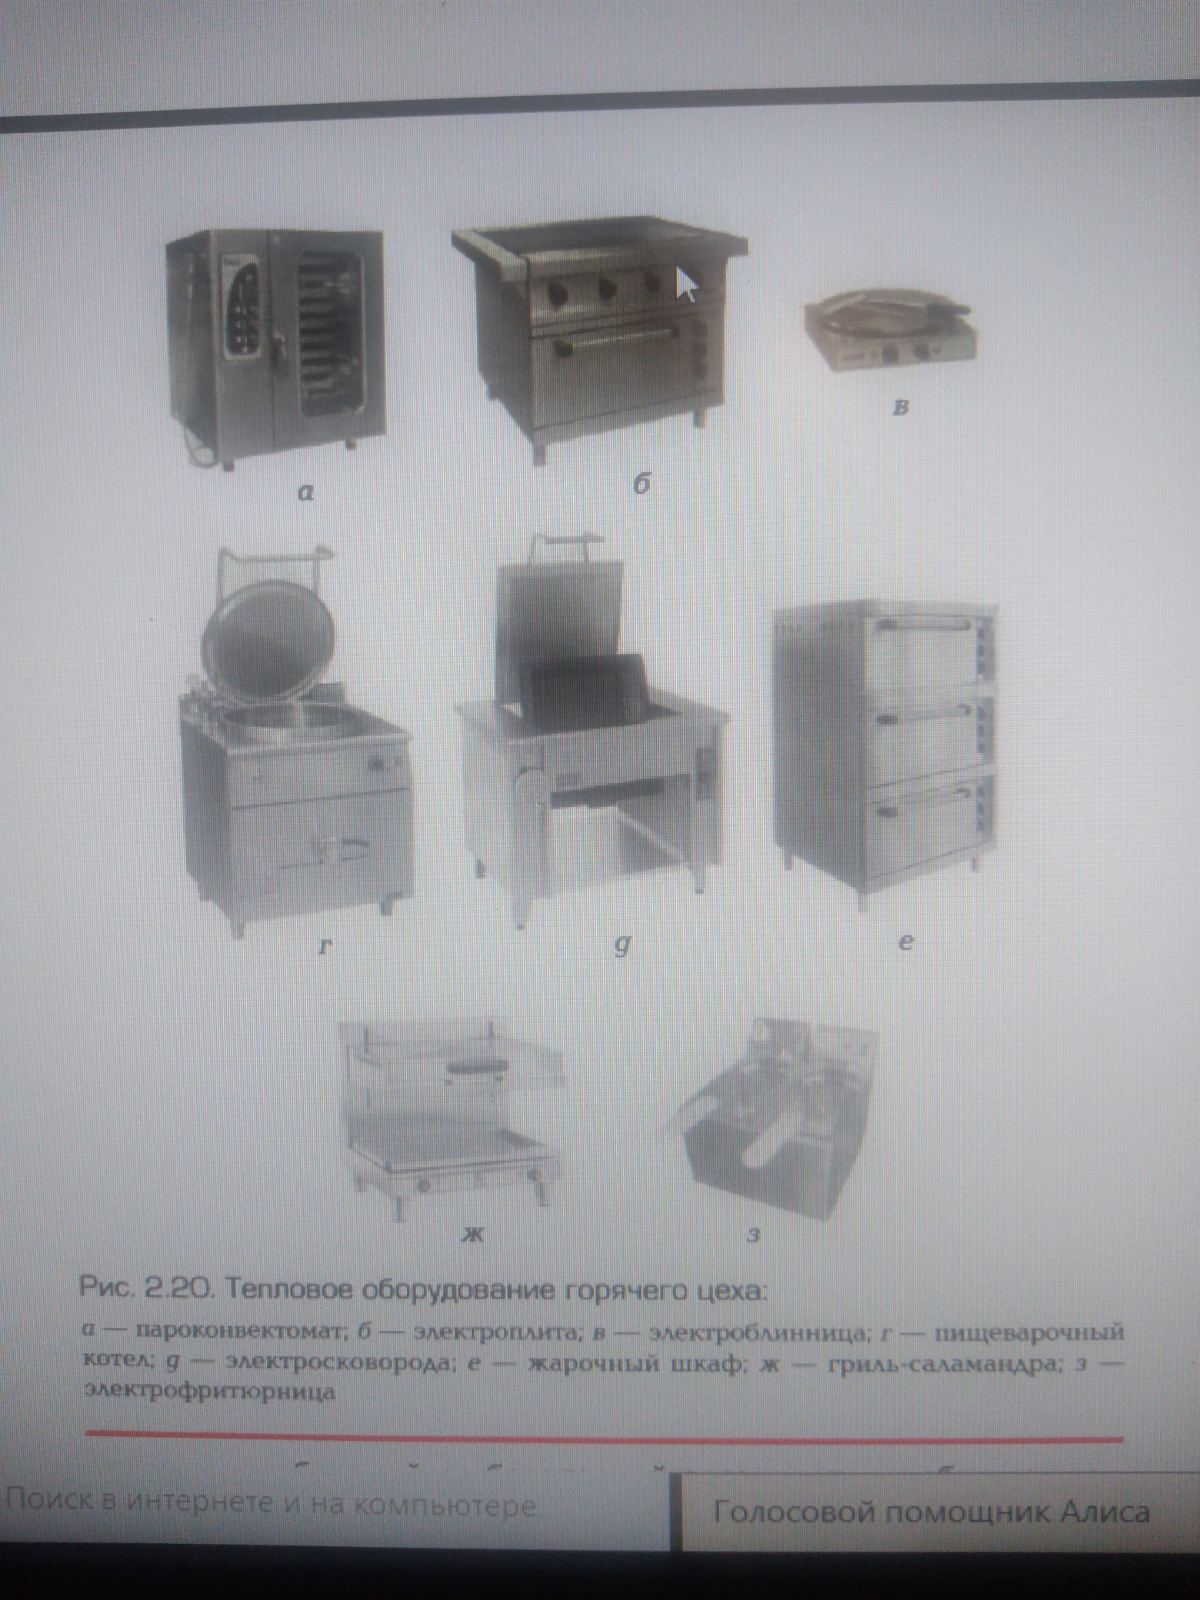 а
б
в
г
д
е
ж
з
Рис. 2.20. Тепловое оборудование горячего цеха:
а — пароконвектомат; б — электроплита; в — электроблинница; г — пищеварочный
котел; д — электросковорода; е — жарочный шкаф; ж — гриль-саламандра; з —
электрофритюрница
Поиск в интернете и на компьютере
Голосовой помощник Алиса